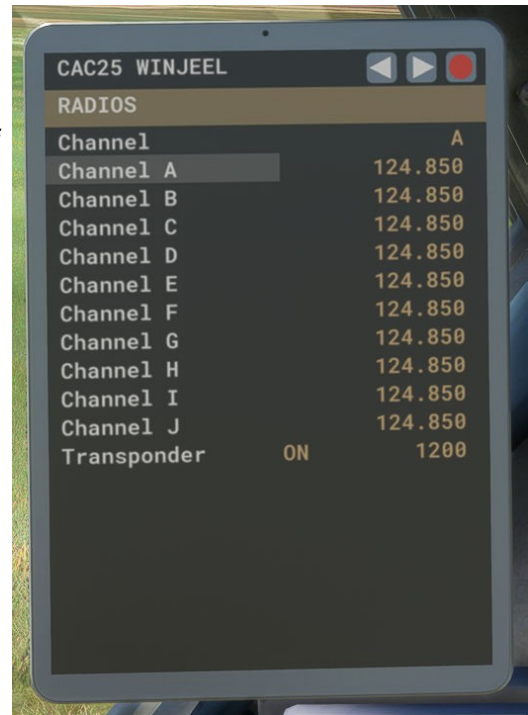 CAC25 WINJEEL
RADIOS
Channel A
Channel A 124.850
Channel B 124.850
Channel C 124.850
Channel D 124.850
Channel E 124.850
Channel F 124.850
Channel G 124.850
Channel H 124.850
Channel I 124.850
Channel J 124.850
Transponder ON 1200